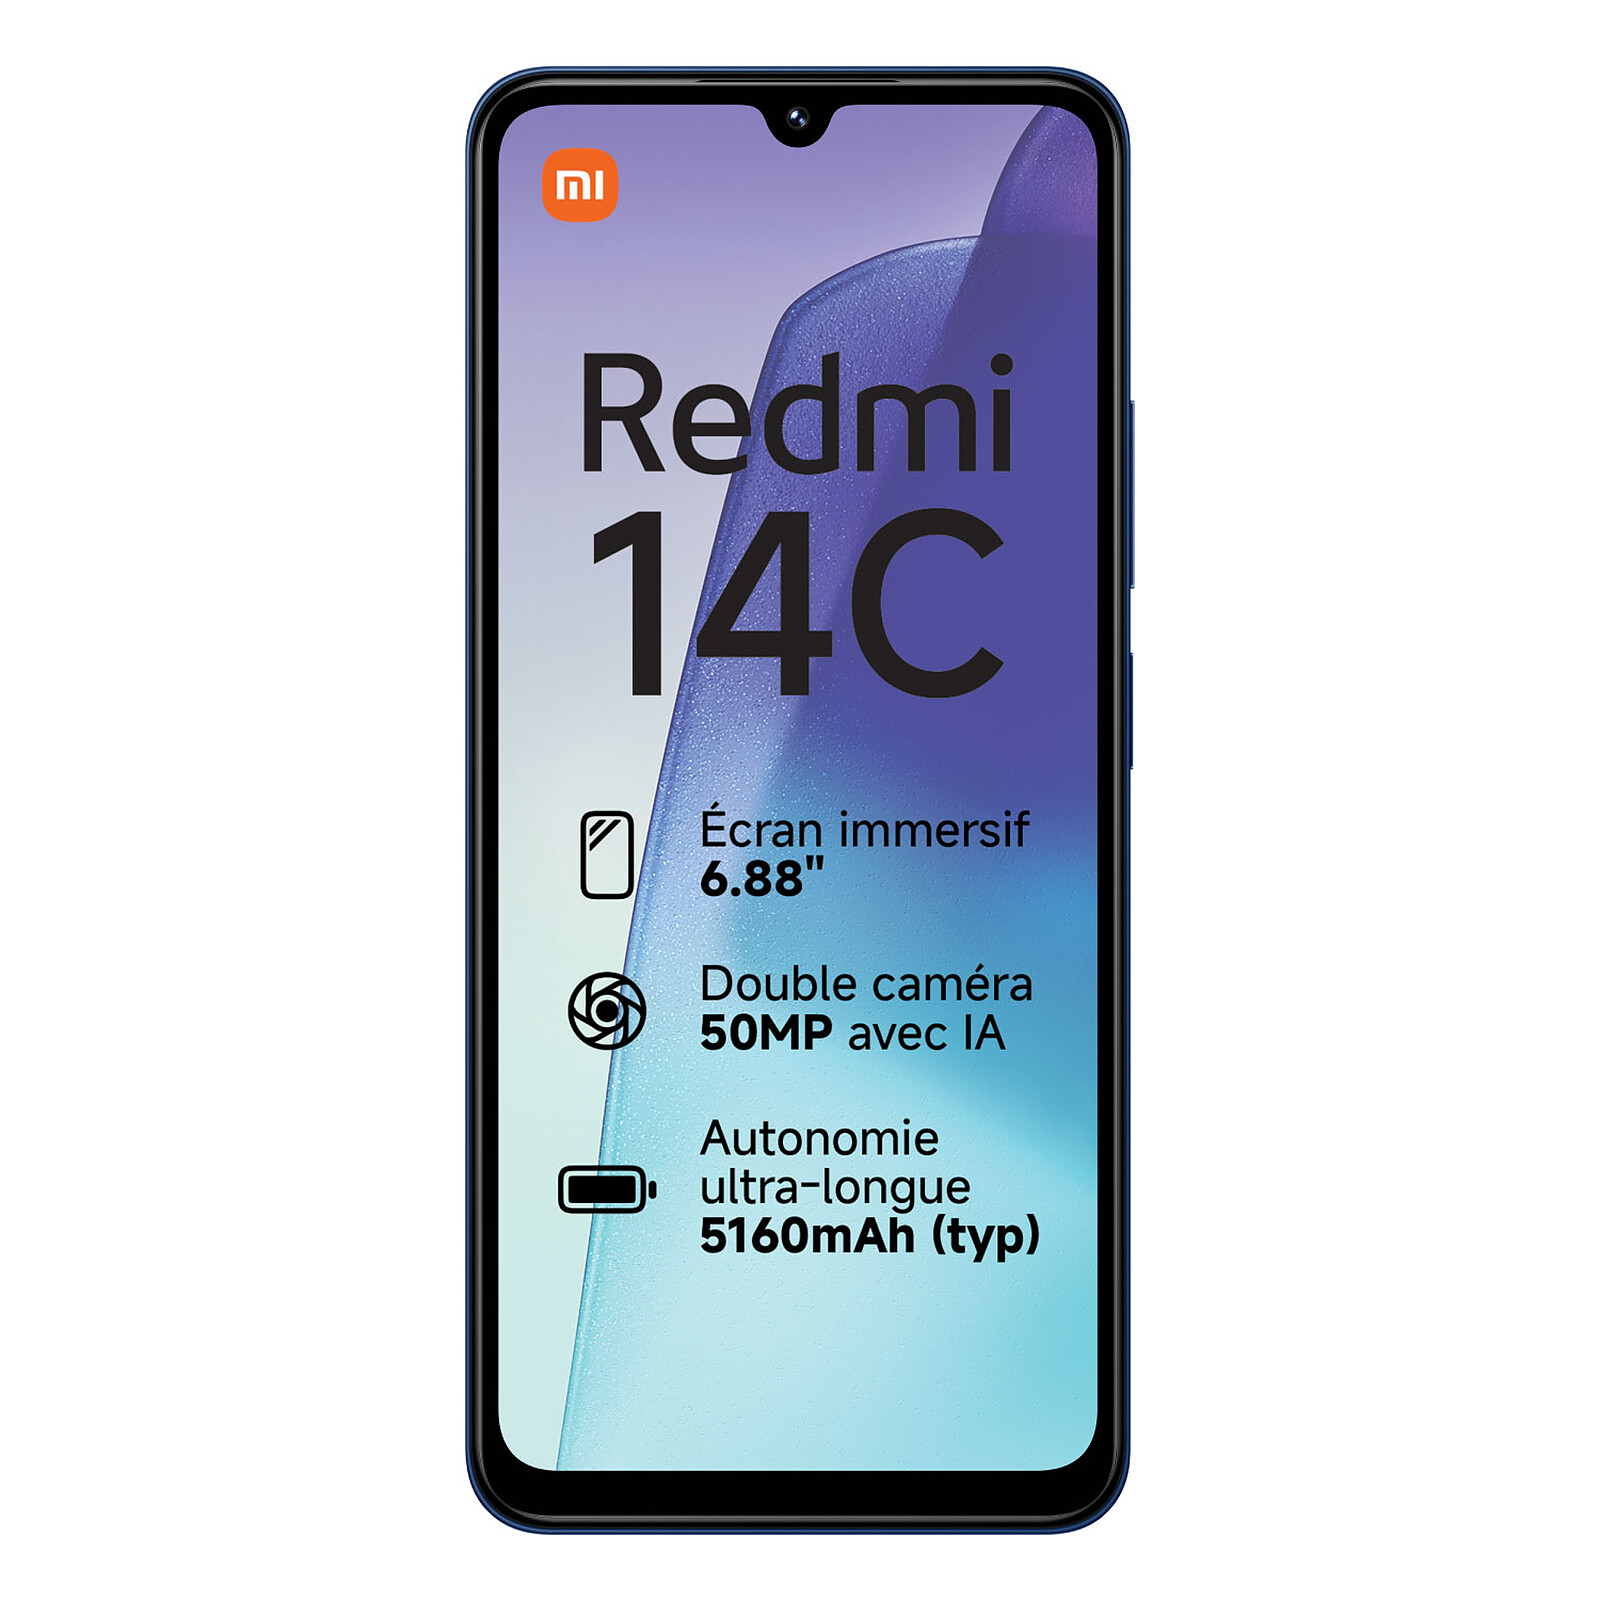 mi
Redmi
14C
Écran immersif
6.88"
Double caméra
50MP avec IA
Autonomie
ultra-longue
5160mAh (typ)